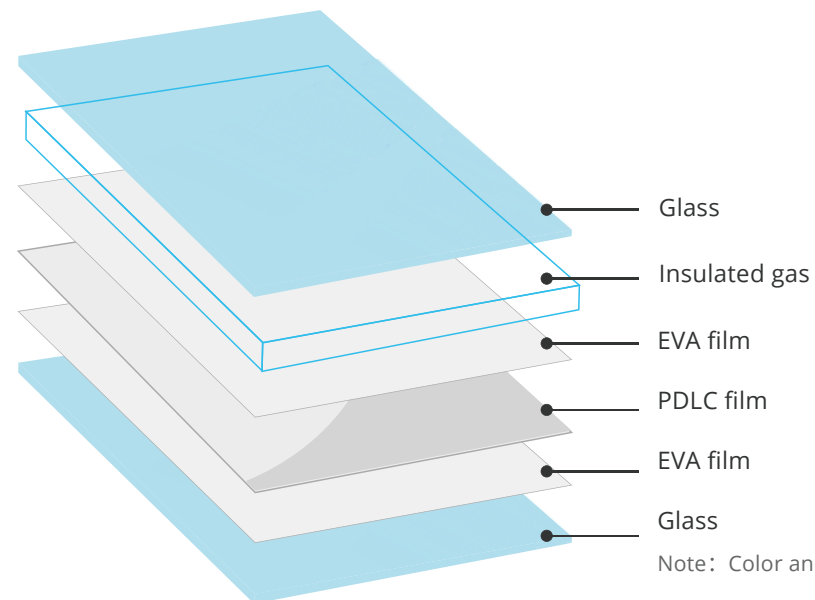 Glass
Insulated gas
EVA film
PDLC film
EVA film
Glass
Note：Color an